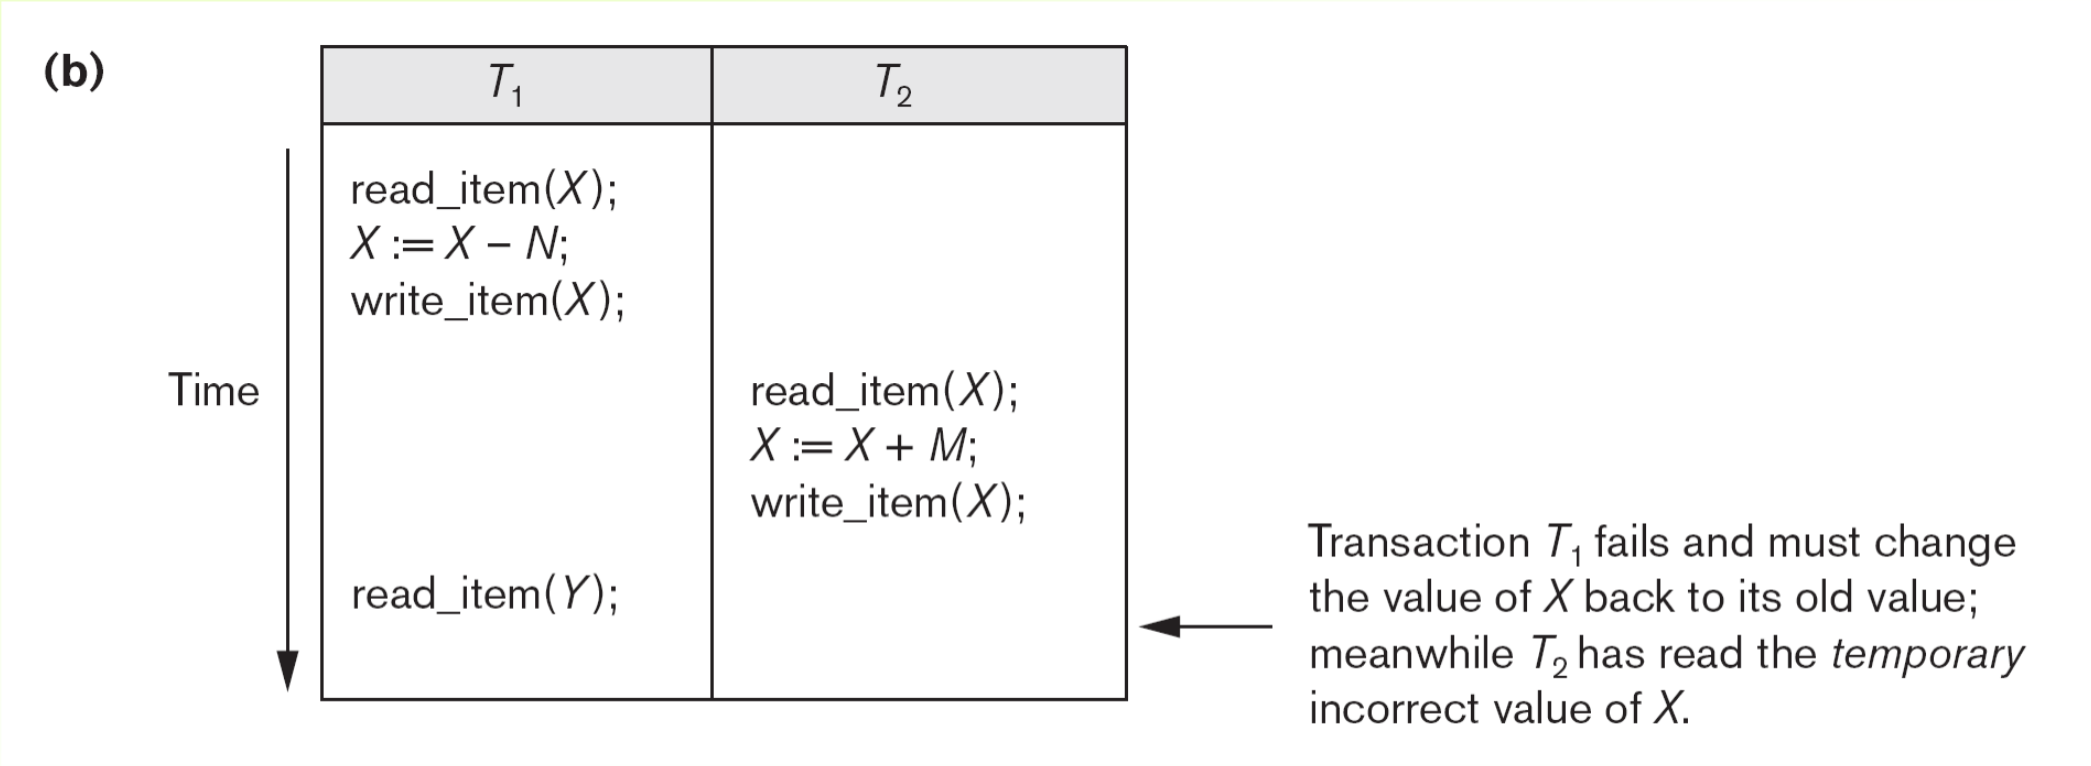 (b)
T₁ T₂
read_item(X);
X := X – N;
write_item(X);
Time
read_item(X);
X := X + M;
write_item(X);
read_item(Y);
Transaction T₁ fails and must change
the value of X back to its old value;
meanwhile T₂ has read the temporary
incorrect value of X.